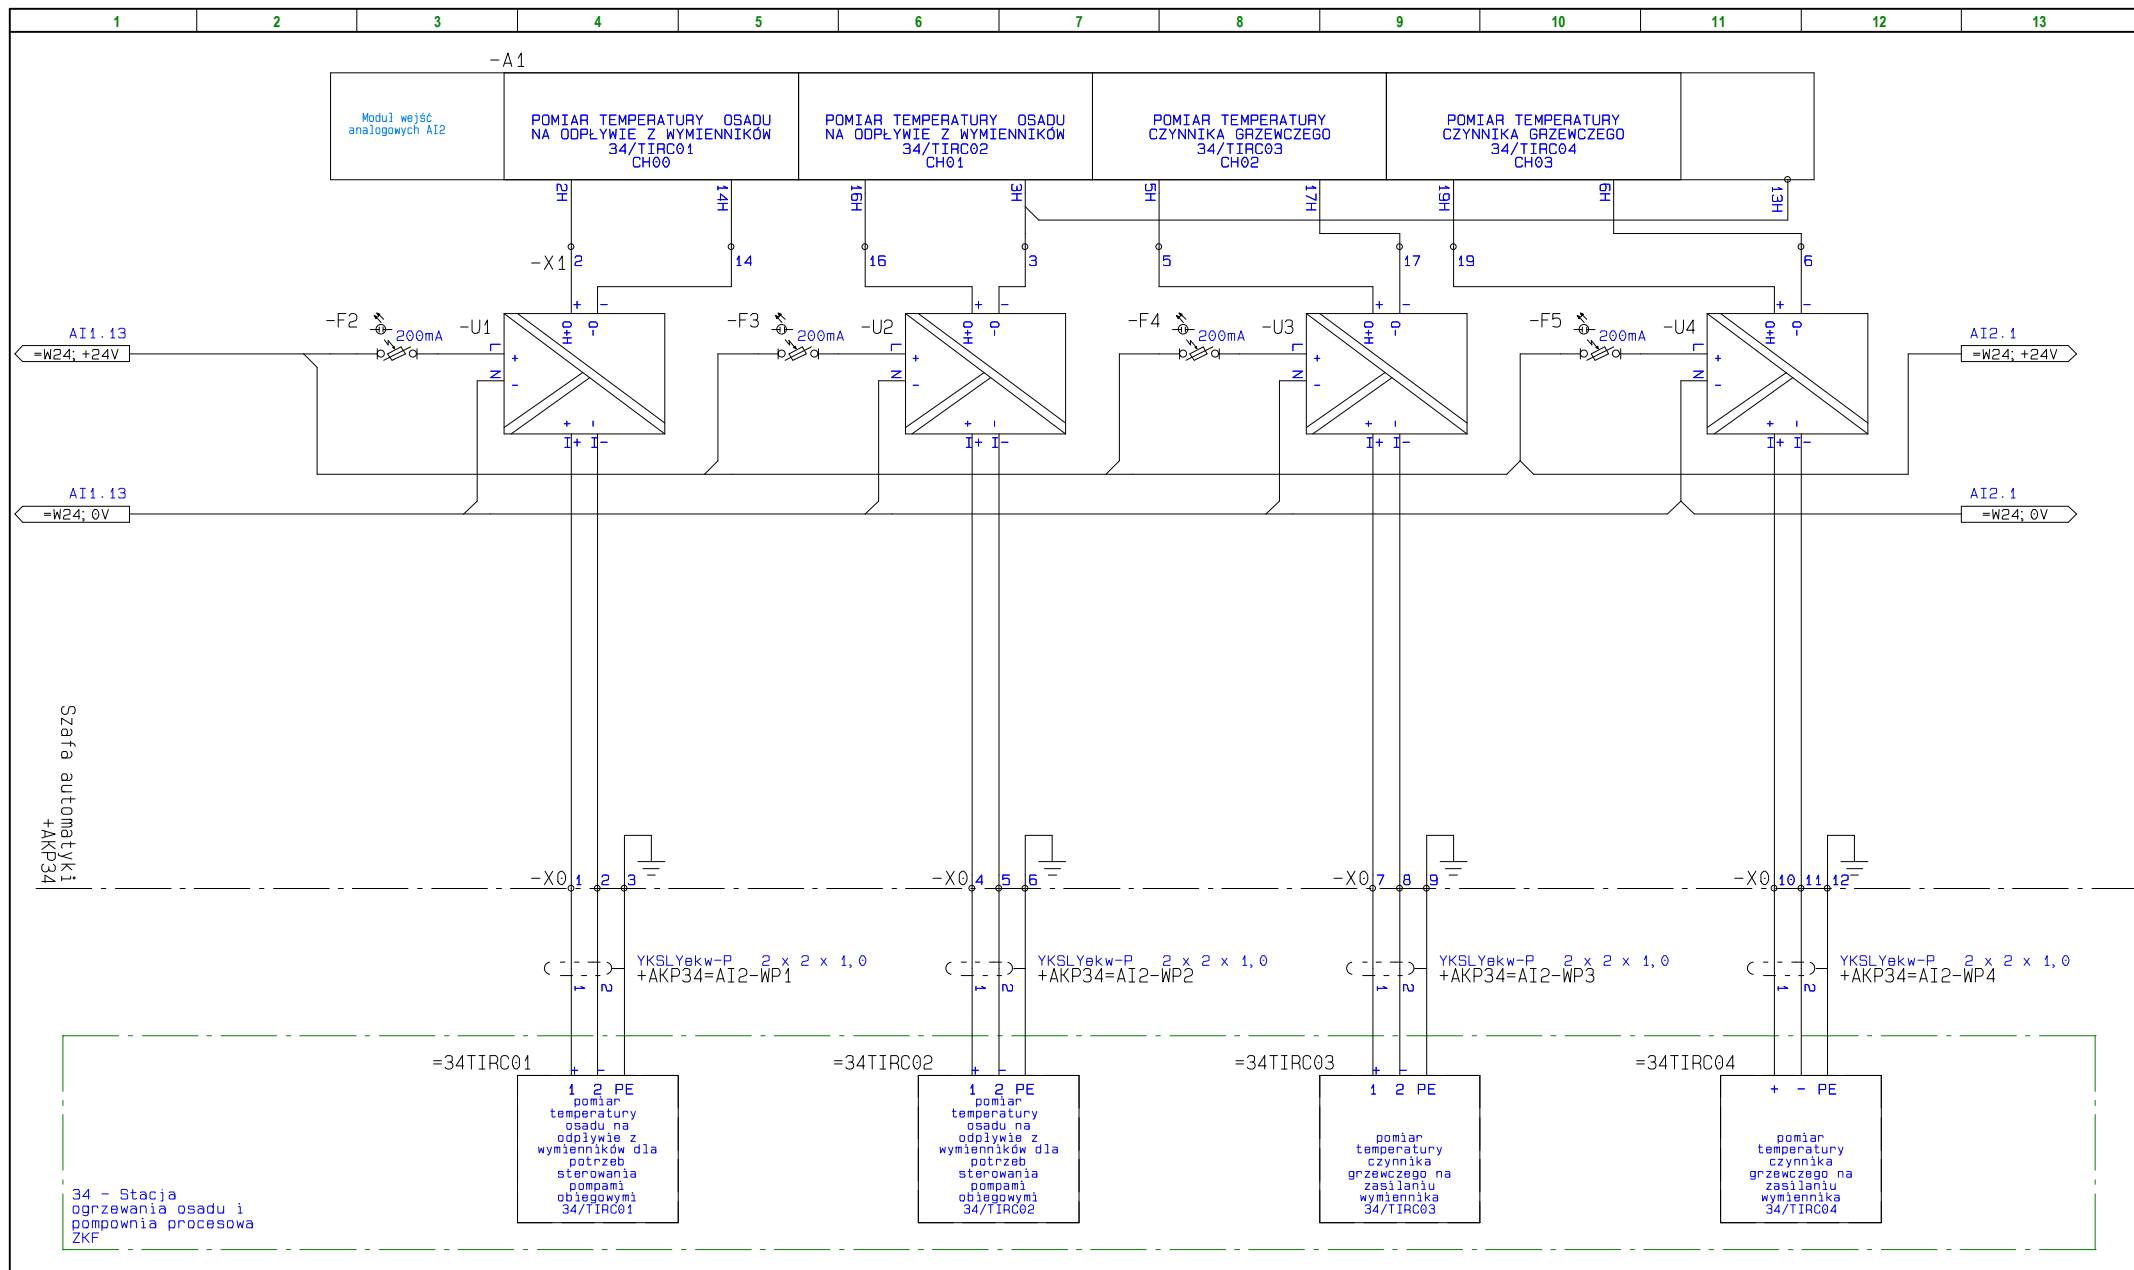 1 2 3 4 5 6 7 8 9 10 11 12 13
-A1
Moduł wejść
analogowych AI2
POMIAR TEMPERATURY OSADU
NA ODPŁYWIE Z WYMIENNIKÓW
34/TIRC01
CH00
POMIAR TEMPERATURY OSADU
NA ODPŁYWIE Z WYMIENNIKÓW
34/TIRC02
CH01
POMIAR TEMPERATURY
CZYNNIKA GRZEWCZEGO
34/TIRC03
CH02
POMIAR TEMPERATURY
CZYNNIKA GRZEWCZEGO
34/TIRC04
CH03
2H 14H 16H 3H 5H 17H 19H 6H 13H
-X1 2 14 16 3 5 17 19 6
+ - + - + - + -
AI1.13
=W24; +24V
-F2 200mA -U1 L N O+H O- + -
-F3 200mA -U2 L N O+H O- + -
-F4 200mA -U3 L N O+H O- + -
-F5 200mA -U4 L N O+H O- + -
AI2.1
=W24; +24V
+ - + - + - + -
I+ I- I+ I- I+ I- I+ I-
AI1.13
=W24; 0V
AI2.1
=W24; 0V
Szafa automatyki
+AKP34
-X0 1 2 3
-X0 4 5 6
-X0 7 8 9
-X0 10 11 12
YKSLYekw-P 2 x 2 x 1,0
+AKP34=AI2-WP1
1 2
YKSLYekw-P 2 x 2 x 1,0
+AKP34=AI2-WP2
1 2
YKSLYekw-P 2 x 2 x 1,0
+AKP34=AI2-WP3
1 2
YKSLYekw-P 2 x 2 x 1,0
+AKP34=AI2-WP4
1 2
=34TIRC01
+ -
1 2 PE
pomiar
temperatury
osadu na
odpływie z
wymienników dla
potrzeb
sterowania
pompami
obiegowymi
34/TIRC01
=34TIRC02
+ -
1 2 PE
pomiar
temperatury
osadu na
odpływie z
wymienników dla
potrzeb
sterowania
pompami
obiegowymi
34/TIRC02
=34TIRC03
+ -
1 2 PE
pomiar
temperatury
czynnika
grzewczego na
zasilaniu
wymiennika
34/TIRC03
=34TIRC04
+ - PE
pomiar
temperatury
czynnika
grzewczego na
zasilaniu
wymiennika
34/TIRC04
34 - Stacja
ogrzewania osadu i
pompownia procesowa
ZKF